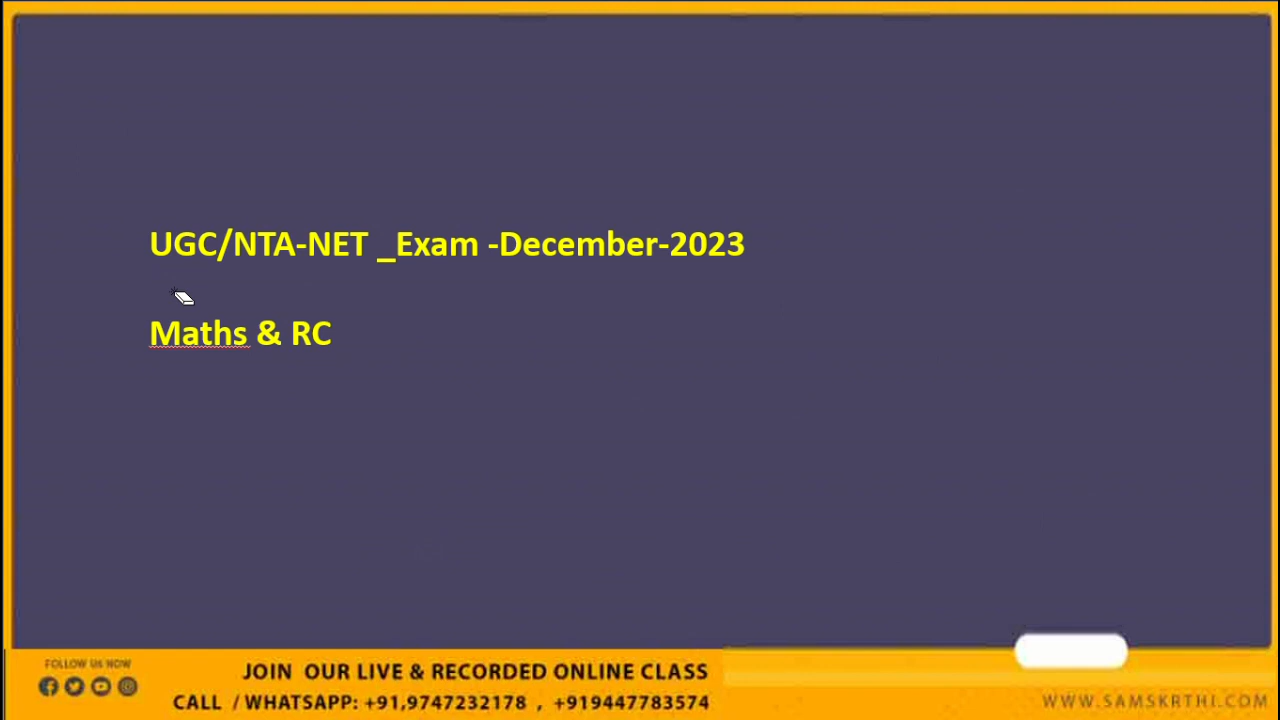 UGC/NTA-NET _Exam -December-2023
Maths & RC
FOLLOW US NOW
JOIN OUR LIVE & RECORDED ONLINE CLASS
CALL / WHATSAPP: +91,9747232178 , +919447783574
WWW.SAMSKRTHI.COM